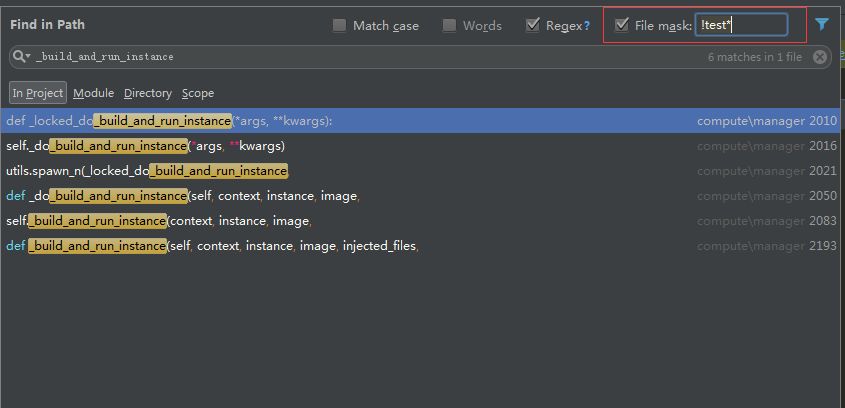 Find in Path Match case Words Regex? File mask: !test*
_build_and_run_instance 6 matches in 1 file
In Project Module Directory Scope
def _locked_do_build_and_run_instance(*args, **kwargs): compute\manager 2010
self._do_build_and_run_instance(*args, **kwargs) compute\manager 2016
utils.spawn_n(_locked_do_build_and_run_instance, compute\manager 2021
def _do_build_and_run_instance(self, context, instance, image, compute\manager 2050
self._build_and_run_instance(context, instance, image, compute\manager 2083
def _build_and_run_instance(self, context, instance, image, injected_files, compute\manager 2193